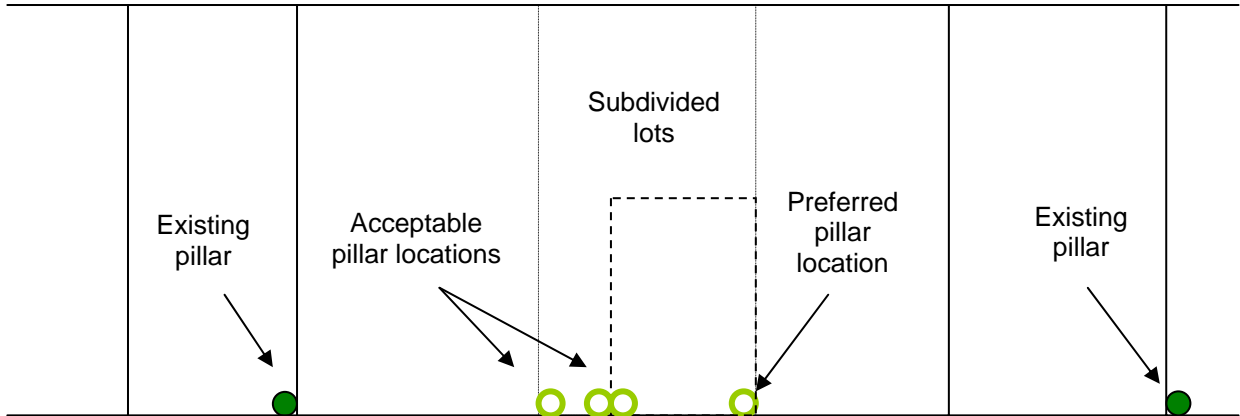 Subdivided
lots
Existing
pillar
Acceptable
pillar locations
Preferred
pillar
location
Existing
pillar